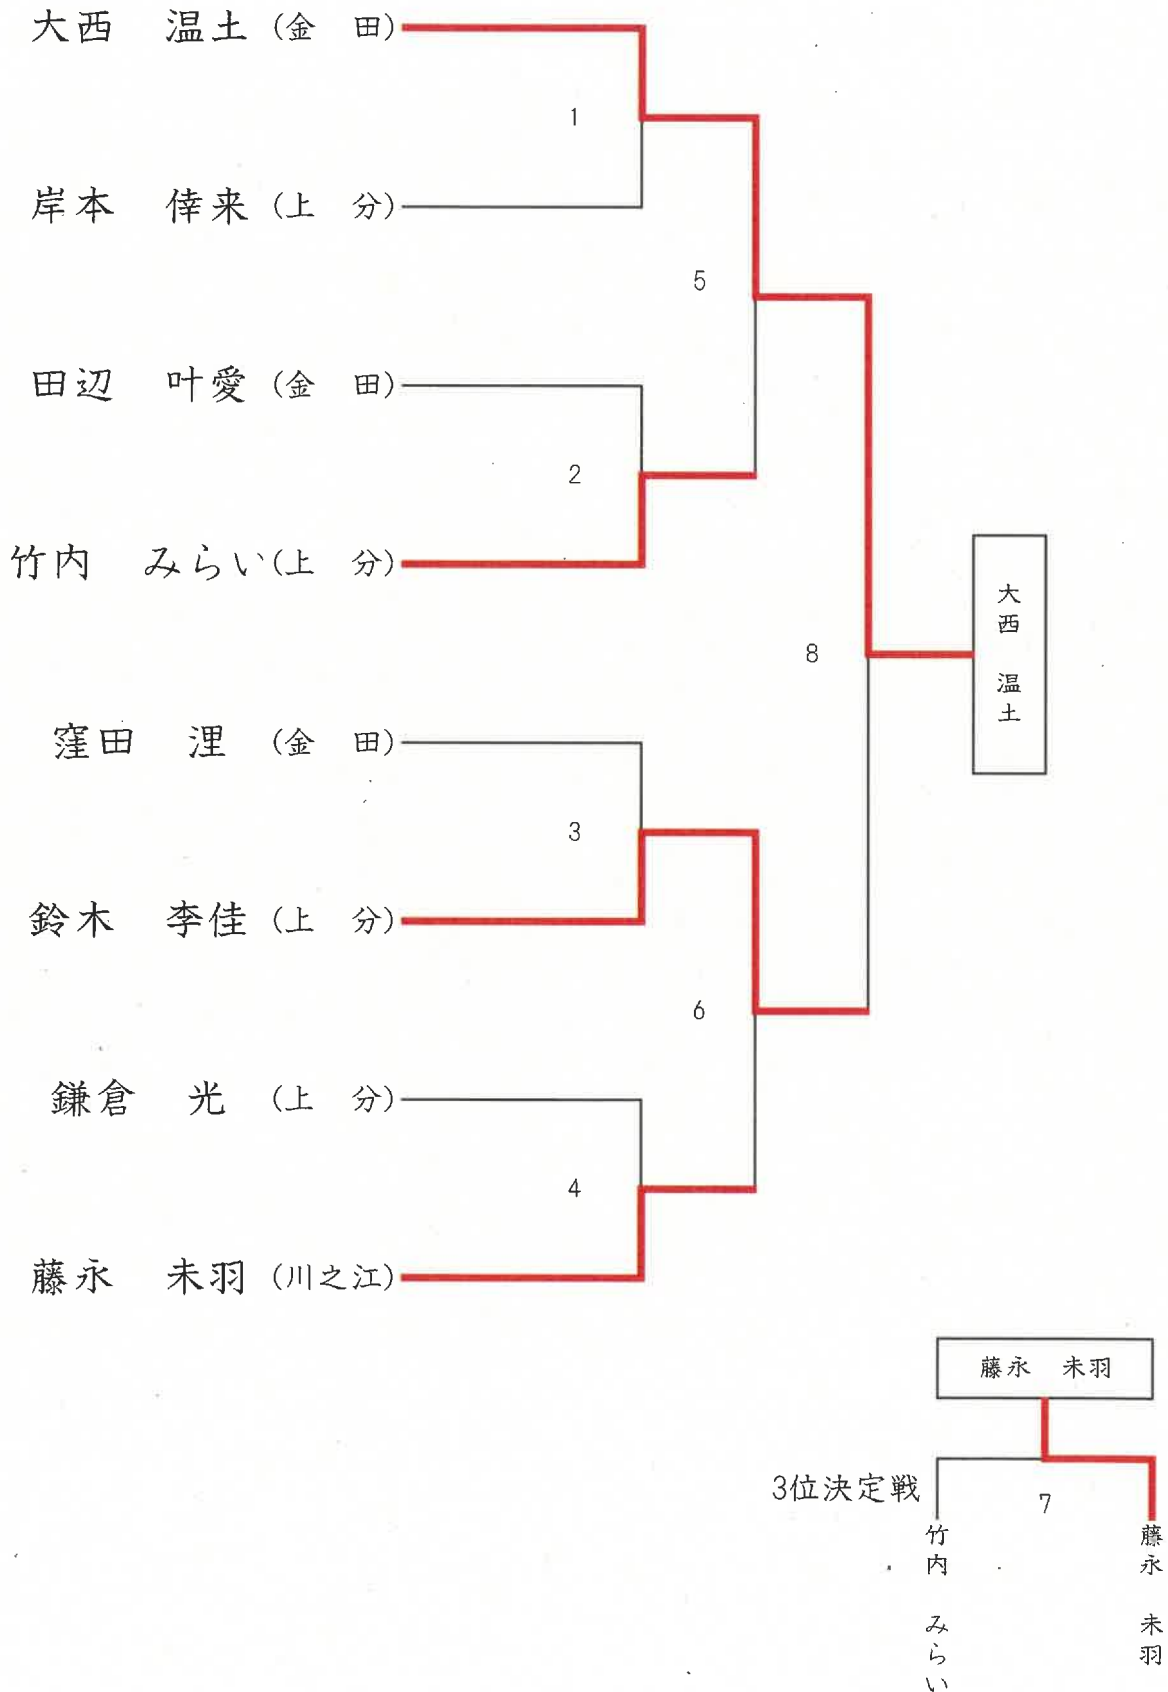 大西　温土（金　田）
1
岸本　倖来（上　分）
5
田辺　叶愛（金　田）
2
竹内　みらい（上　分）
大西　温土
8
窪田　浬（金　田）
3
鈴木　李佳（上　分）
6
鎌倉　光（上　分）
4
藤永　未羽（川之江）
藤永　未羽
3位決定戦
7
竹内　みらい
藤永　未羽